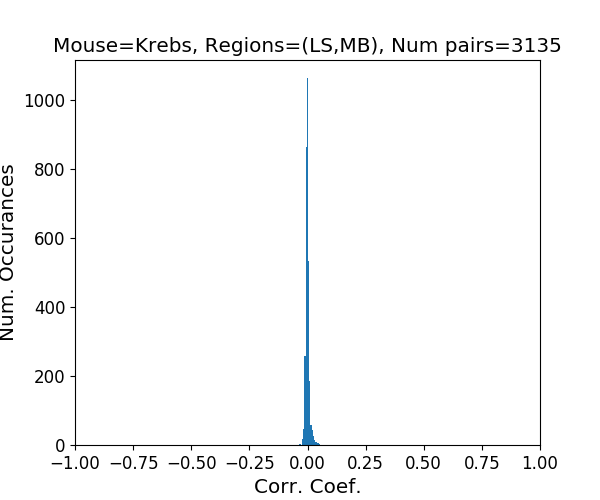 Mouse=Krebs, Regions=(LS,MB), Num pairs=3135
1000
800
600
400
200
0
Num. Occurances
−1.00 −0.75 −0.50 −0.25 0.00 0.25 0.50 0.75 1.00
Corr. Coef.